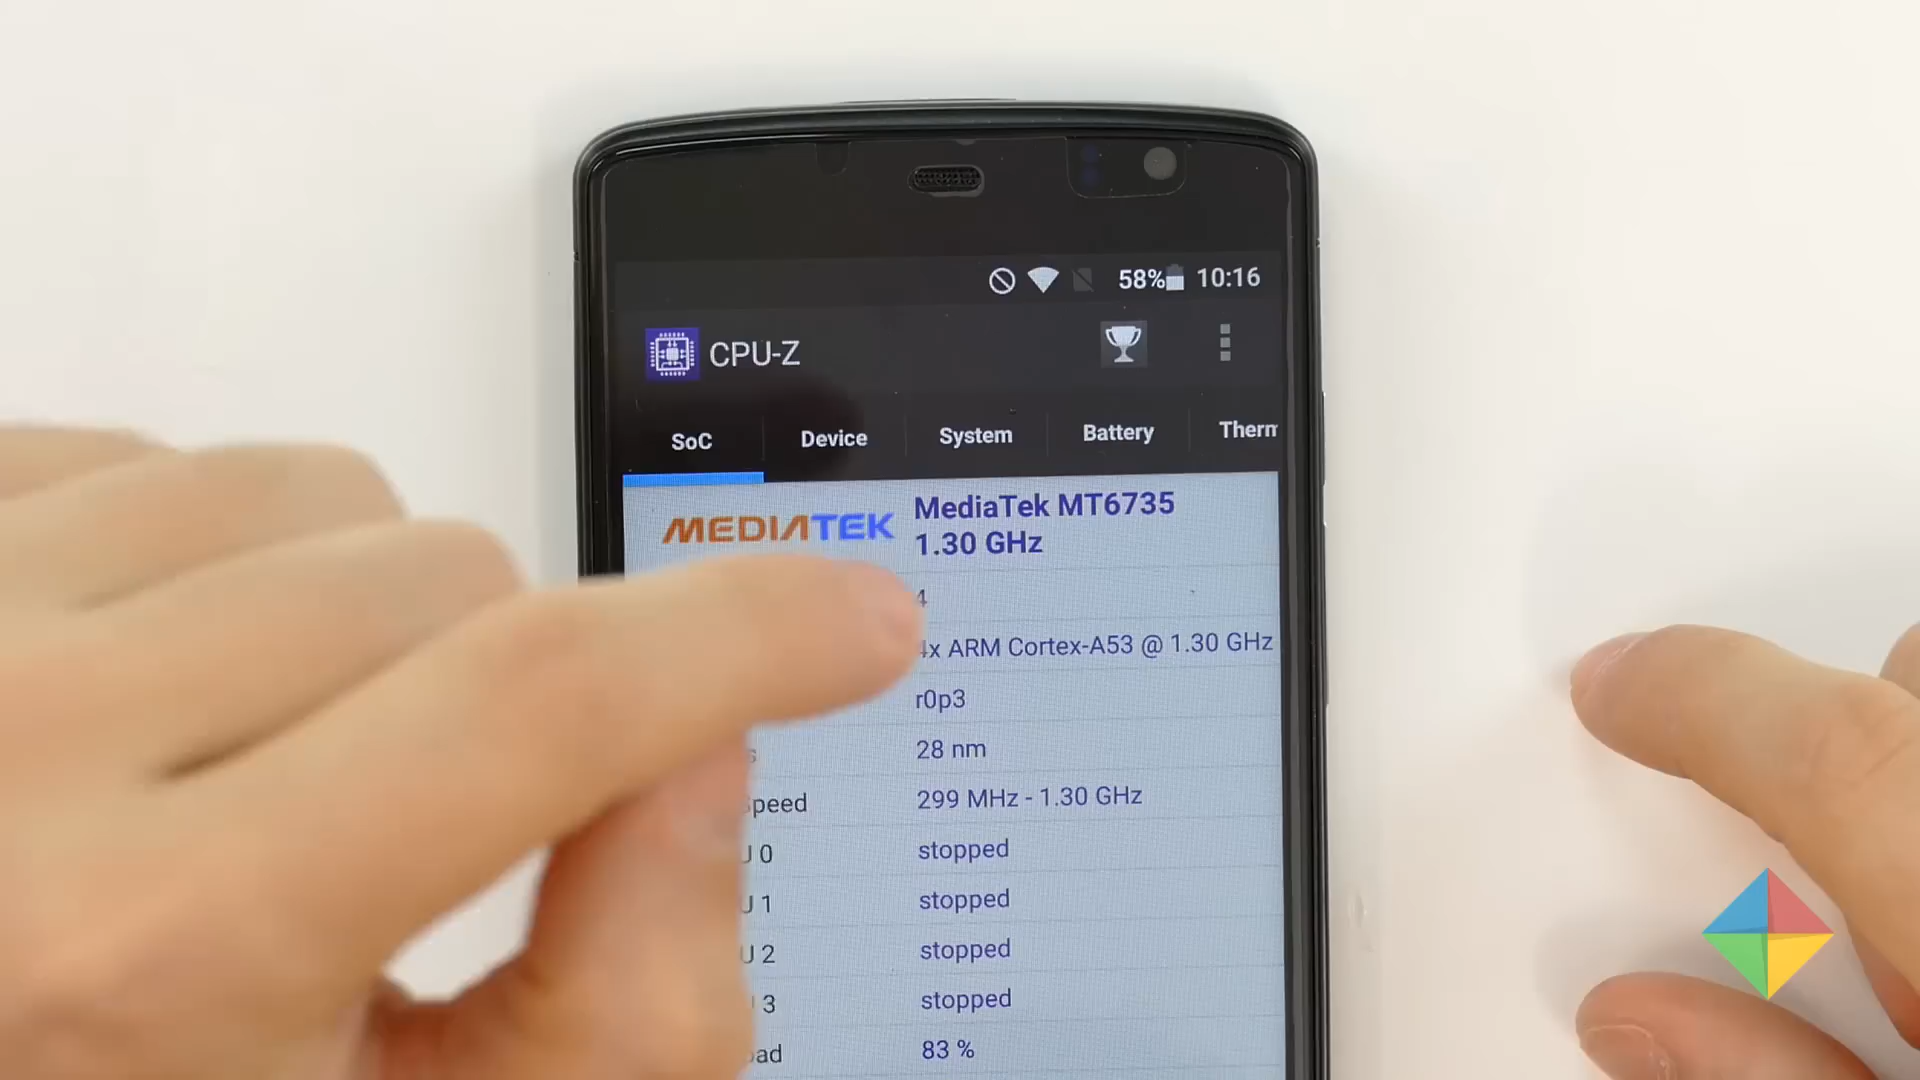 58% 10:16
CPU-Z
SoC Device System Battery
MEDIATEK MediaTek MT6735
1.30 GHz
4
4x ARM Cortex-A53 @ 1.30 GHz
r0p3
28 nm
299 MHz - 1.30 GHz
0 stopped
1 stopped
2 stopped
3 stopped
83 %